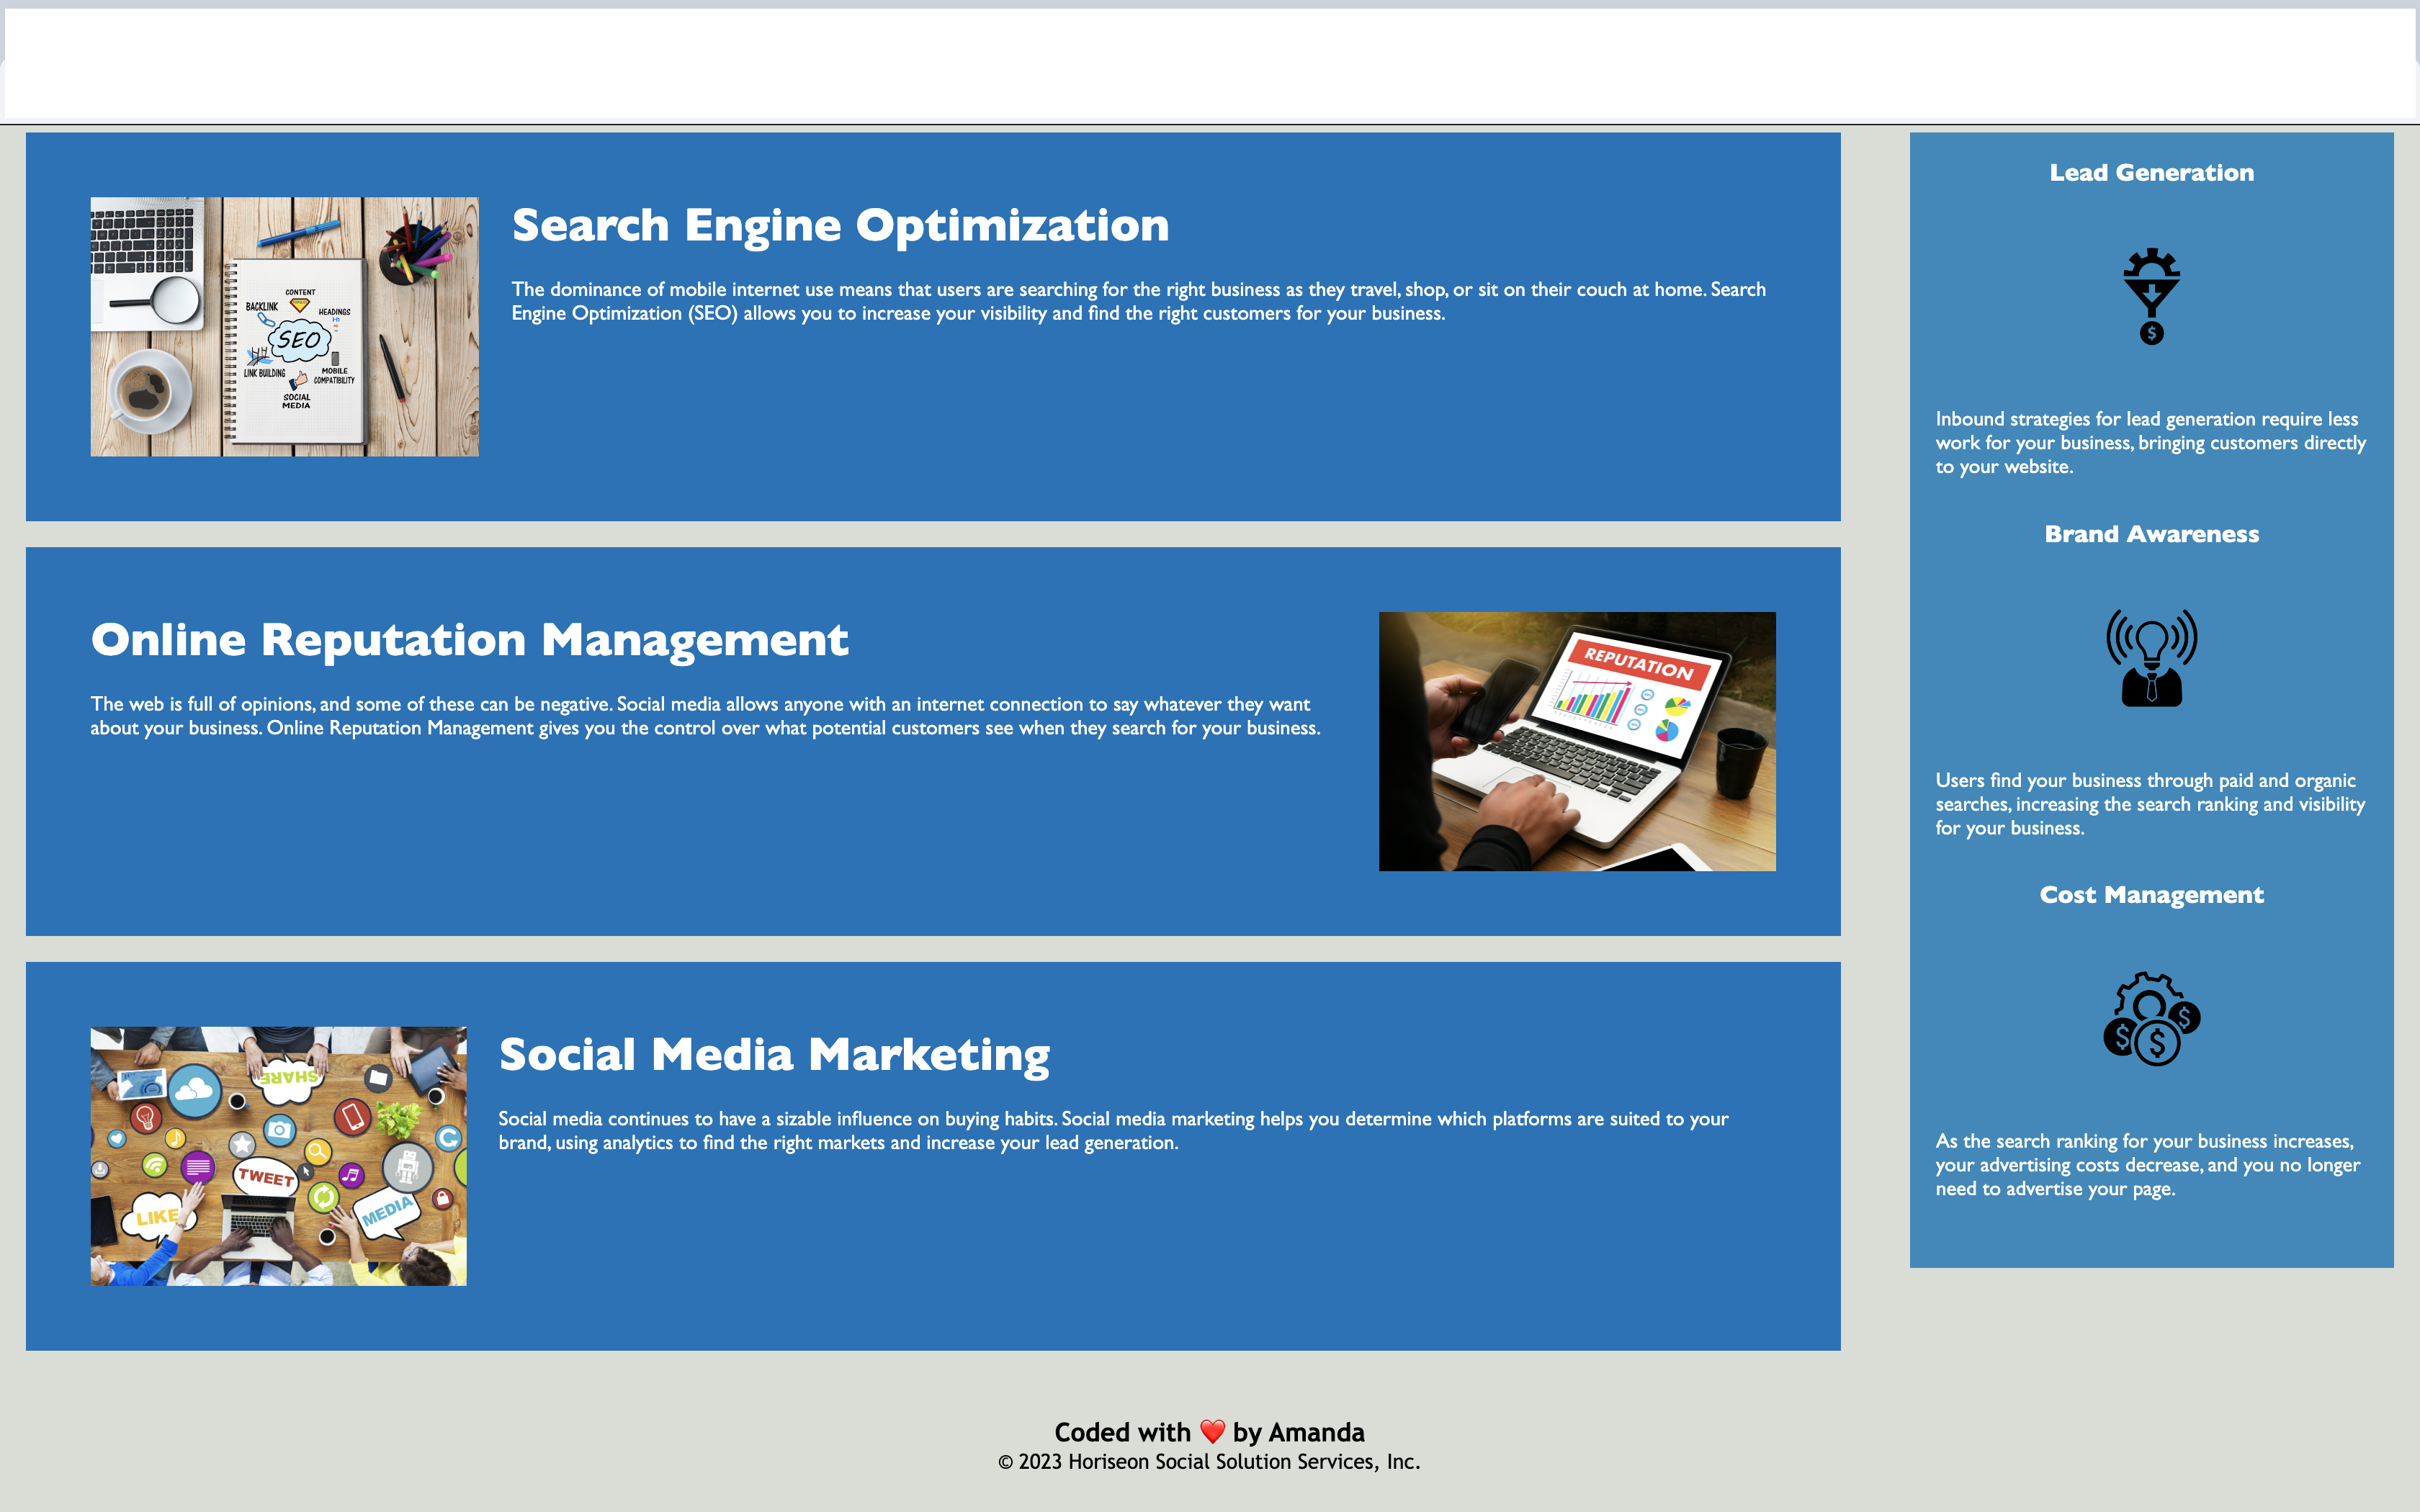 Search Engine Optimization
The dominance of mobile internet use means that users are searching for the right business as they travel, shop, or sit on their couch at home. Search
Engine Optimization (SEO) allows you to increase your visibility and find the right customers for your business.
CONTENT
BACKLINK
HEADINGS
H1
SEO
LINK BUILDING
MOBILE
COMPATIBILITY
SOCIAL
MEDIA
Online Reputation Management
The web is full of opinions, and some of these can be negative. Social media allows anyone with an internet connection to say whatever they want
about your business. Online Reputation Management gives you the control over what potential customers see when they search for your business.
REPUTATION
Social Media Marketing
Social media continues to have a sizable influence on buying habits. Social media marketing helps you determine which platforms are suited to your
brand, using analytics to find the right markets and increase your lead generation.
SHARE
TWEET
LIKE
MEDIA
Lead Generation
$
Inbound strategies for lead generation require less
work for your business, bringing customers directly
to your website.
Brand Awareness
Users find your business through paid and organic
searches, increasing the search ranking and visibility
for your business.
Cost Management
$ $ $
As the search ranking for your business increases,
your advertising costs decrease, and you no longer
need to advertise your page.
Coded with ❤️ by Amanda
© 2023 Horiseon Social Solution Services, Inc.